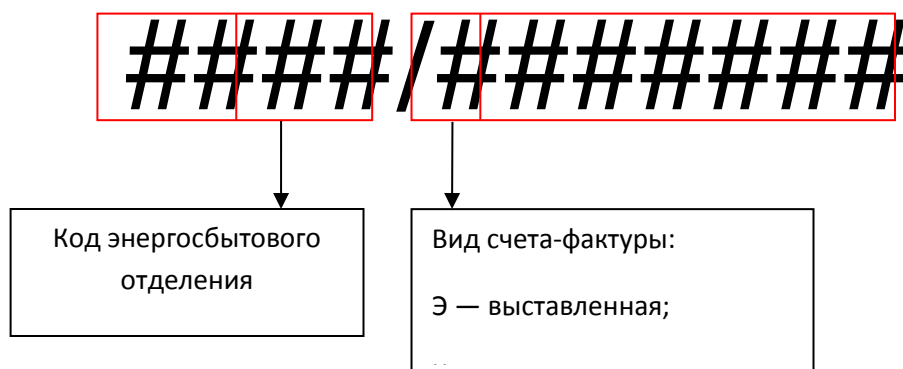 ####/#######
Код энергосбытового
отделения
Вид счета-фактуры:
Э — выставленная;